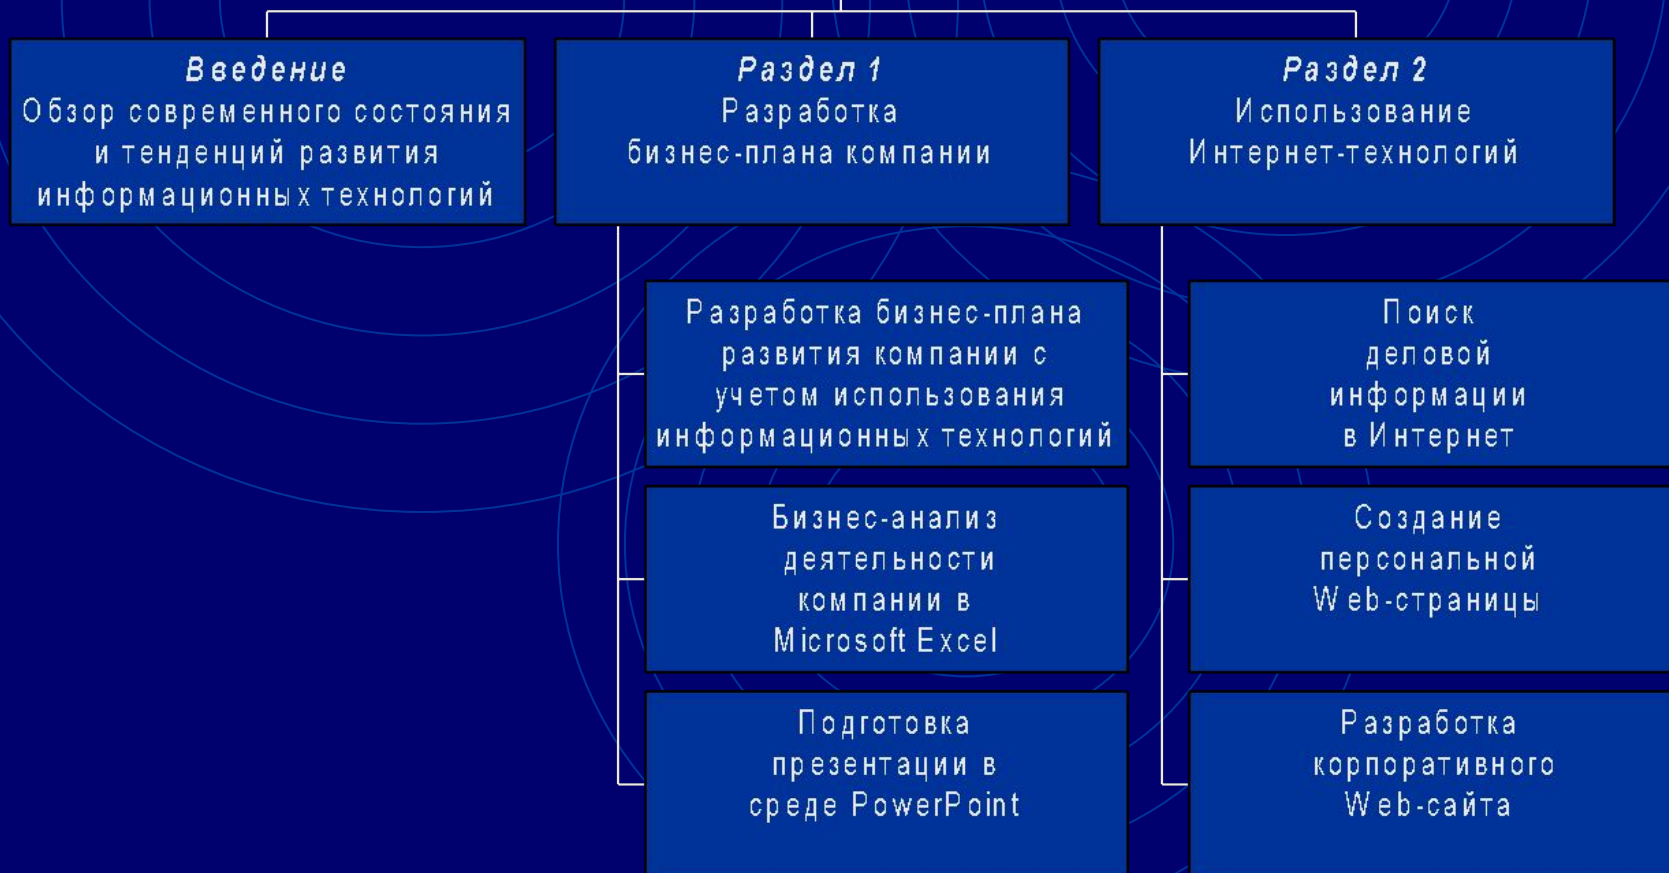 Введение
Обзор современного состояния
и тенденций развития
информационных технологий
Раздел 1
Разработка
бизнес-плана компании
Разработка бизнес-плана
развития компании с
учетом использования
информационных технологий
Бизнес-анализ
деятельности
компании в
Microsoft Excel
Подготовка
презентации в
среде PowerPoint
Раздел 2
Использование
Интернет-технологий
Поиск
деловой
информации
в Интернет
Создание
персональной
Web-страницы
Разработка
корпоративного
Web-сайта